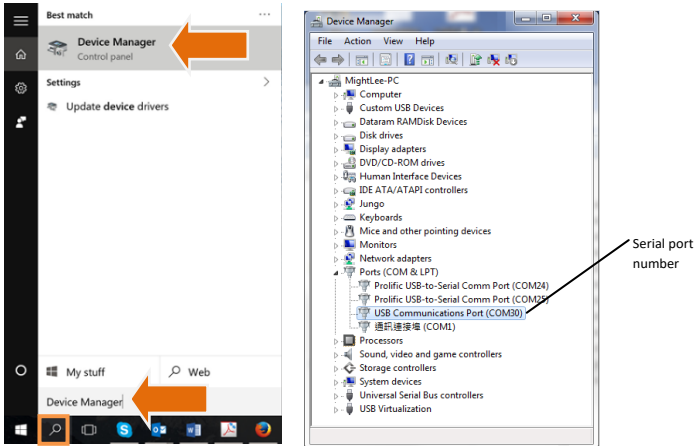 Best match
...
Device Manager
Control panel
Settings
Update device drivers
My stuff
Web
Device Manager
Device Manager
File Action View Help
MightLee-PC
Computer
Custom USB Devices
Dataram RAMDisk Devices
Disk drives
Display adapters
DVD/CD-ROM drives
Human Interface Devices
IDE ATA/ATAPI controllers
Jungo
Keyboards
Mice and other pointing devices
Monitors
Network adapters
Ports (COM & LPT)
Prolific USB-to-Serial Comm Port (COM24)
Prolific USB-to-Serial Comm Port (COM25)
USB Communications Port (COM30)
通訊連接埠 (COM1)
Processors
Sound, video and game controllers
Storage controllers
System devices
Universal Serial Bus controllers
USB Virtualization
Serial port
number